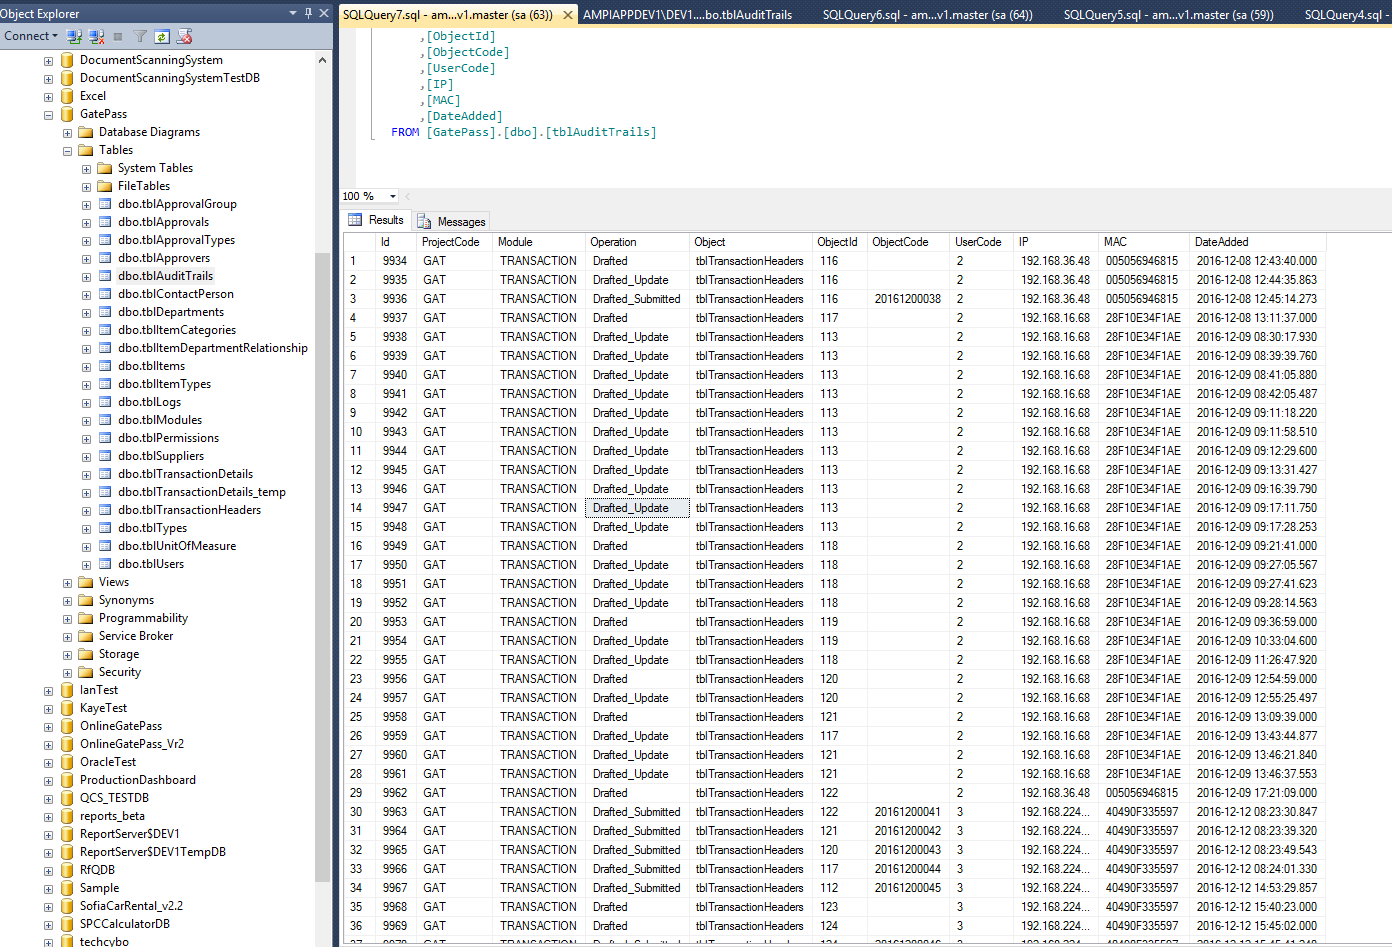 Object Explorer
Connect
DocumentScanningSystem
DocumentScanningSystemTestDB
Excel
GatePass
Database Diagrams
Tables
System Tables
FileTables
dbo.tblApprovalGroup
dbo.tblApprovals
dbo.tblApprovalTypes
dbo.tblApprovers
dbo.tblAuditTrails
dbo.tblContactPerson
dbo.tblDepartments
dbo.tblItemCategories
dbo.tblItemDepartmentRelationship
dbo.tblItems
dbo.tblItemTypes
dbo.tblLogs
dbo.tblModules
dbo.tblPermissions
dbo.tblSuppliers
dbo.tblTransactionDetails
dbo.tblTransactionDetails_temp
dbo.tblTransactionHeaders
dbo.tblTypes
dbo.tblUnitOfMeasure
dbo.tblUsers
Views
Synonyms
Programmability
Service Broker
Storage
Security
IanTest
KayeTest
OnlineGatePass
OnlineGatePass_Vr2
OracleTest
ProductionDashboard
QCS_TESTDB
reports_beta
ReportServer$DEV1
ReportServer$DEV1TempDB
RfQDB
Sample
SofiaCarRental_v2.2
SPCCalculatorDB
techcybo
SQLQuery7.sql - am...v1.master (sa (63)) AMPIAPPDEV1\DEV1....bo.tblAuditTrails SQLQuery6.sql - am...v1.master (sa (64)) SQLQuery5.sql - am...v1.master (sa (59)) SQLQuery4.sql -
,[ObjectId]
,[ObjectCode]
,[UserCode]
,[IP]
,[MAC]
,[DateAdded]
FROM [GatePass].[dbo].[tblAuditTrails]
100 %
Results Messages
Id ProjectCode Module Operation Object ObjectId ObjectCode UserCode IP MAC DateAdded
1 9934 GAT TRANSACTION Drafted tblTransactionHeaders 116 2 192.168.36.48 005056946815 2016-12-08 12:43:40.000
2 9935 GAT TRANSACTION Drafted_Update tblTransactionHeaders 116 2 192.168.36.48 005056946815 2016-12-08 12:44:35.863
3 9936 GAT TRANSACTION Drafted_Submitted tblTransactionHeaders 116 20161200038 2 192.168.36.48 005056946815 2016-12-08 12:45:14.273
4 9937 GAT TRANSACTION Drafted tblTransactionHeaders 117 2 192.168.16.68 28F10E34F1AE 2016-12-08 13:11:37.000
5 9938 GAT TRANSACTION Drafted_Update tblTransactionHeaders 113 2 192.168.16.68 28F10E34F1AE 2016-12-09 08:30:17.930
6 9939 GAT TRANSACTION Drafted_Update tblTransactionHeaders 113 2 192.168.16.68 28F10E34F1AE 2016-12-09 08:39:39.760
7 9940 GAT TRANSACTION Drafted_Update tblTransactionHeaders 113 2 192.168.16.68 28F10E34F1AE 2016-12-09 08:41:05.880
8 9941 GAT TRANSACTION Drafted_Update tblTransactionHeaders 113 2 192.168.16.68 28F10E34F1AE 2016-12-09 08:42:05.487
9 9942 GAT TRANSACTION Drafted_Update tblTransactionHeaders 113 2 192.168.16.68 28F10E34F1AE 2016-12-09 09:11:18.220
10 9943 GAT TRANSACTION Drafted_Update tblTransactionHeaders 113 2 192.168.16.68 28F10E34F1AE 2016-12-09 09:11:58.510
11 9944 GAT TRANSACTION Drafted_Update tblTransactionHeaders 113 2 192.168.16.68 28F10E34F1AE 2016-12-09 09:12:29.600
12 9945 GAT TRANSACTION Drafted_Update tblTransactionHeaders 113 2 192.168.16.68 28F10E34F1AE 2016-12-09 09:13:31.427
13 9946 GAT TRANSACTION Drafted_Update tblTransactionHeaders 113 2 192.168.16.68 28F10E34F1AE 2016-12-09 09:16:39.790
14 9947 GAT TRANSACTION Drafted_Update tblTransactionHeaders 113 2 192.168.16.68 28F10E34F1AE 2016-12-09 09:17:11.750
15 9948 GAT TRANSACTION Drafted_Update tblTransactionHeaders 113 2 192.168.16.68 28F10E34F1AE 2016-12-09 09:17:28.253
16 9949 GAT TRANSACTION Drafted tblTransactionHeaders 118 2 192.168.16.68 28F10E34F1AE 2016-12-09 09:21:41.000
17 9950 GAT TRANSACTION Drafted_Update tblTransactionHeaders 118 2 192.168.16.68 28F10E34F1AE 2016-12-09 09:27:05.567
18 9951 GAT TRANSACTION Drafted_Update tblTransactionHeaders 118 2 192.168.16.68 28F10E34F1AE 2016-12-09 09:27:41.623
19 9952 GAT TRANSACTION Drafted_Update tblTransactionHeaders 118 2 192.168.16.68 28F10E34F1AE 2016-12-09 09:28:14.563
20 9953 GAT TRANSACTION Drafted tblTransactionHeaders 119 2 192.168.16.68 28F10E34F1AE 2016-12-09 09:36:59.000
21 9954 GAT TRANSACTION Drafted_Update tblTransactionHeaders 119 2 192.168.16.68 28F10E34F1AE 2016-12-09 10:33:04.600
22 9955 GAT TRANSACTION Drafted_Update tblTransactionHeaders 118 2 192.168.16.68 28F10E34F1AE 2016-12-09 11:26:47.920
23 9956 GAT TRANSACTION Drafted tblTransactionHeaders 120 2 192.168.16.68 28F10E34F1AE 2016-12-09 12:54:59.000
24 9957 GAT TRANSACTION Drafted_Update tblTransactionHeaders 120 2 192.168.16.68 28F10E34F1AE 2016-12-09 12:55:25.497
25 9958 GAT TRANSACTION Drafted tblTransactionHeaders 121 2 192.168.16.68 28F10E34F1AE 2016-12-09 13:09:39.000
26 9959 GAT TRANSACTION Drafted_Update tblTransactionHeaders 117 2 192.168.16.68 28F10E34F1AE 2016-12-09 13:43:44.877
27 9960 GAT TRANSACTION Drafted_Update tblTransactionHeaders 121 2 192.168.16.68 28F10E34F1AE 2016-12-09 13:46:21.840
28 9961 GAT TRANSACTION Drafted_Update tblTransactionHeaders 121 2 192.168.16.68 28F10E34F1AE 2016-12-09 13:46:37.553
29 9962 GAT TRANSACTION Drafted tblTransactionHeaders 122 2 192.168.36.48 005056946815 2016-12-09 17:21:09.000
30 9963 GAT TRANSACTION Drafted_Submitted tblTransactionHeaders 122 20161200041 3 192.168.224... 40490F335597 2016-12-12 08:23:30.847
31 9964 GAT TRANSACTION Drafted_Submitted tblTransactionHeaders 121 20161200042 3 192.168.224... 40490F335597 2016-12-12 08:23:39.320
32 9965 GAT TRANSACTION Drafted_Submitted tblTransactionHeaders 120 20161200043 3 192.168.224... 40490F335597 2016-12-12 08:23:49.543
33 9966 GAT TRANSACTION Drafted_Submitted tblTransactionHeaders 117 20161200044 3 192.168.224... 40490F335597 2016-12-12 08:24:01.330
34 9967 GAT TRANSACTION Drafted_Submitted tblTransactionHeaders 112 20161200045 3 192.168.224... 40490F335597 2016-12-12 14:53:29.857
35 9968 GAT TRANSACTION Drafted tblTransactionHeaders 123 3 192.168.224... 40490F335597 2016-12-12 15:40:23.000
36 9969 GAT TRANSACTION Drafted tblTransactionHeaders 124 3 192.168.224... 40490F335597 2016-12-12 15:45:02.000